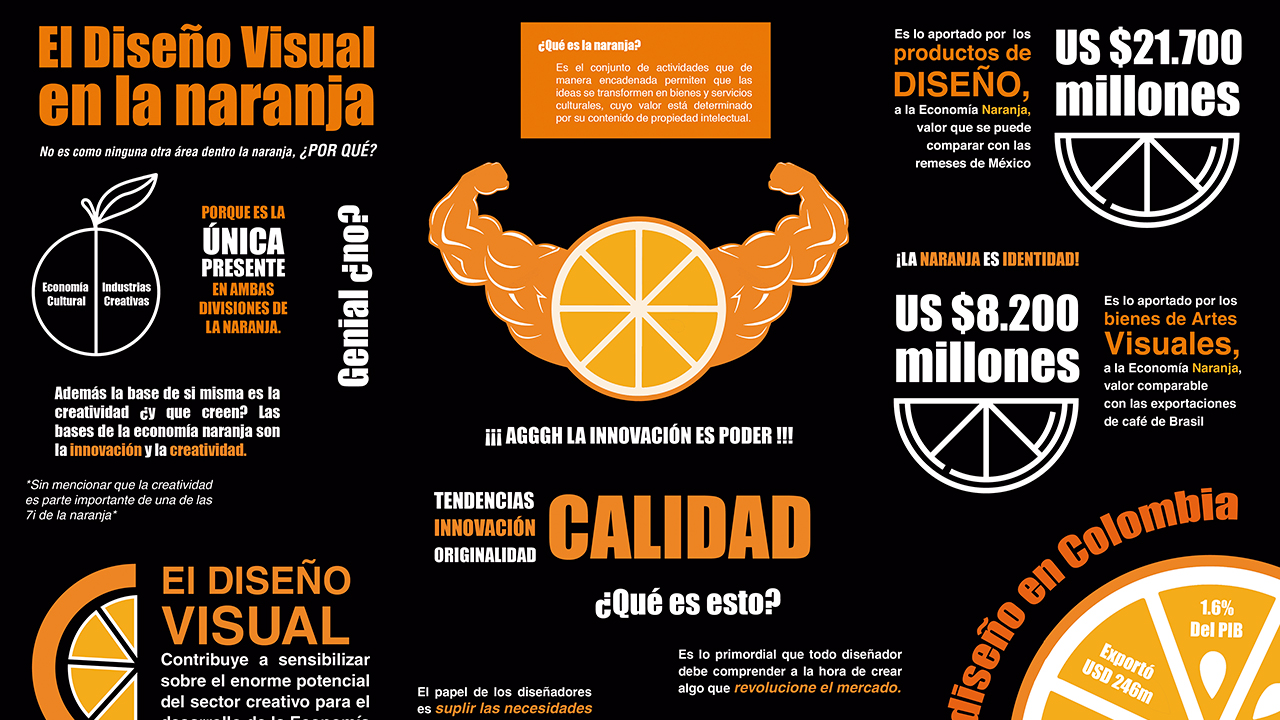 El Diseño Visual
en la naranja
No es como ninguna otra área dentro la naranja, ¿POR QUÉ?
Economía
Cultural
Industrias
Creativas
PORQUE ES LA
ÚNICA
PRESENTE
EN AMBAS
DIVISIONES DE
LA NARANJA.
Genial ¿no?
Además la base de si misma es la
creatividad ¿y que creen? Las
bases de la economía naranja son
la innovación y la creatividad.
*Sin mencionar que la creatividad
es parte importante de una de las
7i de la naranja*
El DISEÑO
VISUAL
Contribuye a sensibilizar
sobre el enorme potencial
del sector creativo para el
desarrollo de la Economía
¿Qué es la naranja?
Es el conjunto de actividades que de
manera encadenada permiten que las
ideas se transformen en bienes y servicios
culturales, cuyo valor está determinado
por su contenido de propiedad intelectual.
¡¡¡ AGGGH LA INNOVACIÓN ES PODER !!!
TENDENCIAS
INNOVACIÓN
ORIGINALIDAD
CALIDAD
¿Qué es esto?
Es lo primordial que todo diseñador
debe comprender a la hora de crear
algo que revolucione el mercado.
El papel de los diseñadores
es suplir las necesidades
Es lo aportado por los
productos de
DISEÑO,
a la Economía Naranja,
valor que se puede
comparar con las
remeses de México
US $21.700
millones
¡LA NARANJA ES IDENTIDAD!
US $8.200
millones
Es lo aportado por los
bienes de Artes
Visuales,
a la Economía Naranja,
valor comparable
con las exportaciones
de café de Brasil
diseño en Colombia
Exportó
USD 246m
1.6%
Del PIB